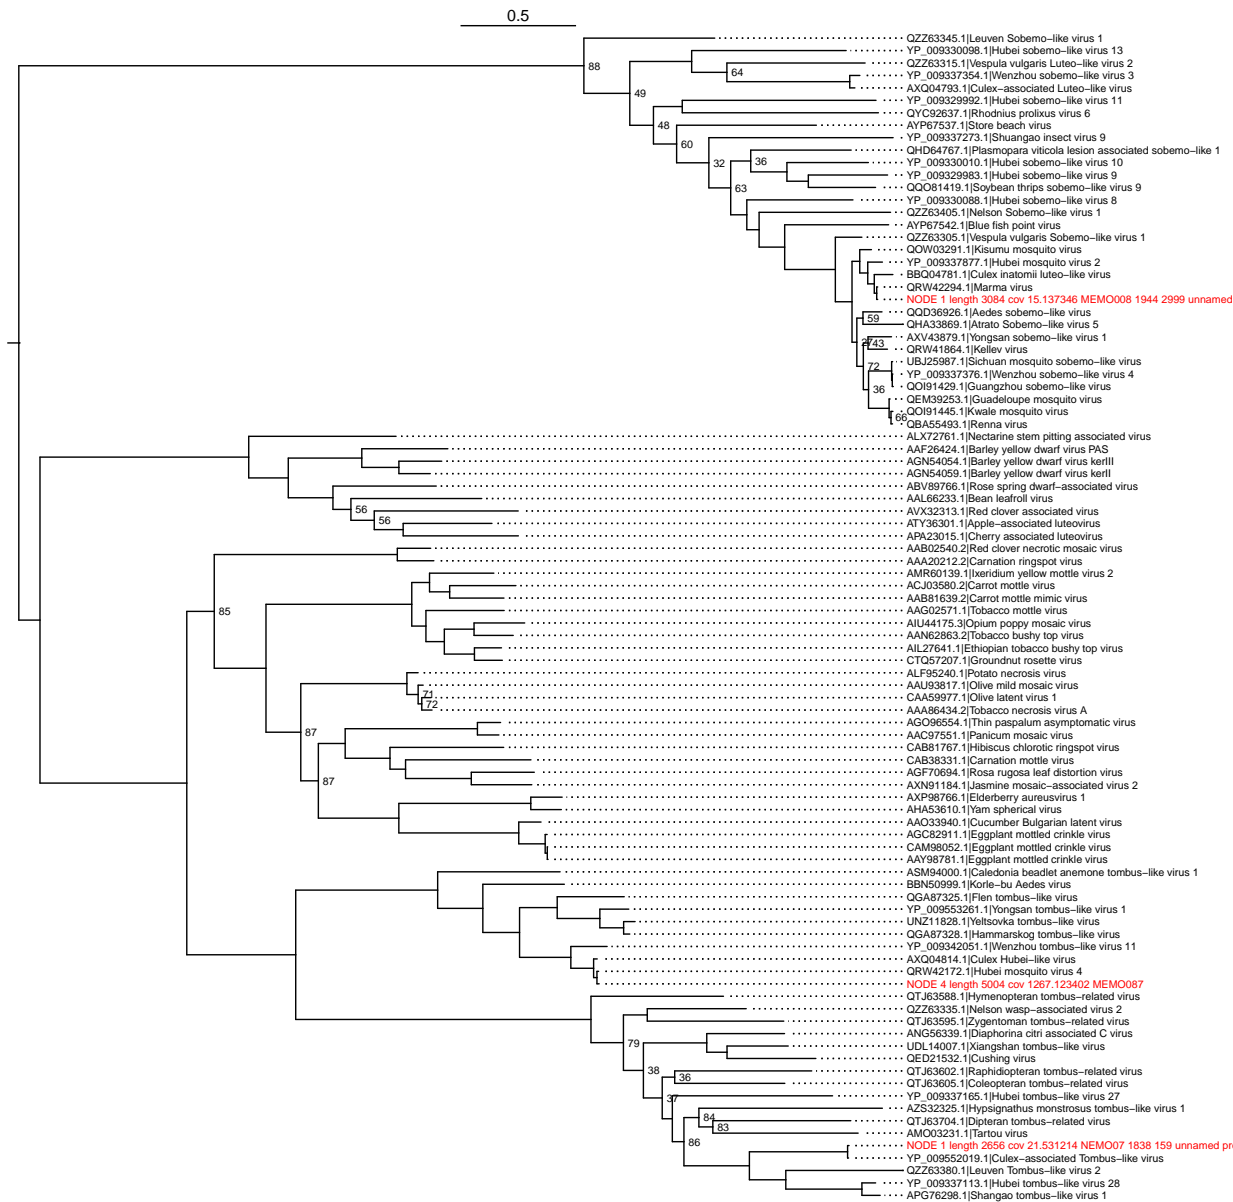 0.5
QZZ63345.1|Leuven Sobemo−like virus 1
YP_009330098.1|Hubei sobemo−like virus 13
88
QZZ63315.1|Vespula vulgaris Luteo−like virus 2
64
YP_009337354.1|Wenzhou sobemo−like virus 3
AXQ04793.1|Culex−associated Luteo−like virus
49
YP_009329992.1|Hubei sobemo−like virus 11
QYC92637.1|Rhodnius prolixus virus 6
48
AYP67537.1|Store beach virus
YP_009337273.1|Shuangao insect virus 9
60
QHD64767.1|Plasmopara viticola lesion associated sobemo−like 1
32
36
YP_009330010.1|Hubei sobemo−like virus 10
YP_009329983.1|Hubei sobemo−like virus 9
63
QQO81419.1|Soybean thrips sobemo−like virus 9
YP_009330088.1|Hubei sobemo−like virus 8
QZZ63405.1|Nelson Sobemo−like virus 1
AYP67542.1|Blue fish point virus
QZZ63305.1|Vespula vulgaris Sobemo−like virus 1
QOW03291.1|Kisumu mosquito virus
YP_009337877.1|Hubei mosquito virus 2
BBQ04781.1|Culex inatomii luteo−like virus
QRW42294.1|Marma virus
NODE 1 length 3084 cov 15.137346 MEMO008 1944 2999 unnamed
QQD36926.1|Aedes sobemo−like virus
59
QHA33869.1|Atrato Sobemo−like virus 5
AXV43879.1|Yongsan sobemo−like virus 1
43
QRW41864.1|Kellev virus
UBJ25987.1|Sichuan mosquito sobemo−like virus
72
YP_009337376.1|Wenzhou sobemo−like virus 4
36
QOI91429.1|Guangzhou sobemo−like virus
QEM39253.1|Guadeloupe mosquito virus
66
QOI91445.1|Kwale mosquito virus
QBA55493.1|Renna virus
ALX72761.1|Nectarine stem pitting associated virus
AAF26424.1|Barley yellow dwarf virus PAS
AGN54054.1|Barley yellow dwarf virus kerIII
AGN54059.1|Barley yellow dwarf virus kerII
ABV89766.1|Rose spring dwarf−associated virus
AAL66233.1|Bean leafroll virus
56
AVX32313.1|Red clover associated virus
56
ATY36301.1|Apple−associated luteovirus
APA23015.1|Cherry associated luteovirus
AAB02540.2|Red clover necrotic mosaic virus
AAA20212.2|Carnation ringspot virus
AMR60139.1|Ixeridium yellow mottle virus 2
ACJ03580.2|Carrot mottle virus
AAB81639.2|Carrot mottle mimic virus
85
AAG02571.1|Tobacco mottle virus
AIU44175.3|Opium poppy mosaic virus
AAN62863.2|Tobacco bushy top virus
AIL27641.1|Ethiopian tobacco bushy top virus
CTQ57207.1|Groundnut rosette virus
ALF95240.1|Potato necrosis virus
AAU93817.1|Olive mild mosaic virus
71
CAA59977.1|Olive latent virus 1
72
AAA86434.2|Tobacco necrosis virus A
AGO96554.1|Thin paspalum asymptomatic virus
87
AAC97551.1|Panicum mosaic virus
CAB81767.1|Hibiscus chlorotic ringspot virus
CAB38331.1|Carnation mottle virus
87
AGF70694.1|Rosa rugosa leaf distortion virus
AXN91184.1|Jasmine mosaic−associated virus 2
AXP98766.1|Elderberry aureusvirus 1
AHA53610.1|Yam spherical virus
AAO33940.1|Cucumber Bulgarian latent virus
AGC82911.1|Eggplant mottled crinkle virus
CAM98052.1|Eggplant mottled crinkle virus
AAY98781.1|Eggplant mottled crinkle virus
ASM94000.1|Caledonia beadlet anemone tombus−like virus 1
BBN50999.1|Korle−bu Aedes virus
QGA87325.1|Flen tombus−like virus
YP_009553261.1|Yongsan tombus−like virus 1
UNZ11828.1|Yeltsovka tombus−like virus
QGA87328.1|Hammarskog tombus−like virus
YP_009342051.1|Wenzhou tombus−like virus 11
AXQ04814.1|Culex Hubei−like virus
QRW42172.1|Hubei mosquito virus 4
NODE 4 length 5004 cov 1267.123402 MEMO087
QTJ63588.1|Hymenopteran tombus−related virus
QZZ63335.1|Nelson wasp−associated virus 2
QTJ63595.1|Zygentoman tombus−related virus
ANG56339.1|Diaphorina citri associated C virus
79
UDL14007.1|Xiangshan tombus−like virus
QED21532.1|Cushing virus
38
QTJ63602.1|Raphidiopteran tombus−related virus
36
QTJ63605.1|Coleopteran tombus−related virus
37
YP_009337165.1|Hubei tombus−like virus 27
AZS32325.1|Hypsignathus monstrosus tombus−like virus 1
84
QTJ63704.1|Dipteran tombus−related virus
83
AMO03231.1|Tartou virus
86
NODE 1 length 2656 cov 21.531214 NEMO07 1838 159 unnamed pr
YP_009552019.1|Culex−associated Tombus−like virus
QZZ63380.1|Leuven Tombus−like virus 2
YP_009337113.1|Hubei tombus−like virus 28
APG76298.1|Shangao tombus−like virus 1